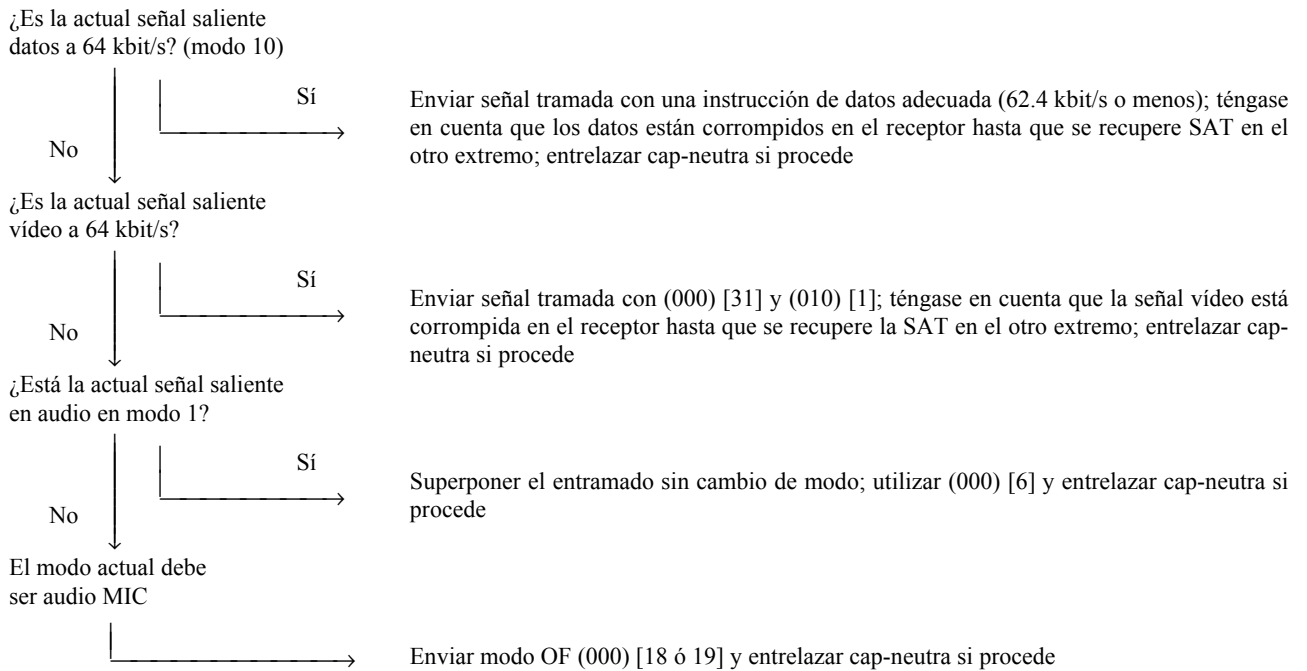 ¿Es la actual señal saliente
datos a 64 kbit/s? (modo 10)
Sí
Enviar señal tramada con una instrucción de datos adecuada (62.4 kbit/s o menos); téngase
en cuenta que los datos están corrompidos en el receptor hasta que se recupere SAT en el
otro extremo; entrelazar cap-neutra si procede
No
¿Es la actual señal saliente
vídeo a 64 kbit/s?
Sí
Enviar señal tramada con (000) [31] y (010) [1]; téngase en cuenta que la señal vídeo está
corrompida en el receptor hasta que se recupere la SAT en el otro extremo; entrelazar cap-
neutra si procede
No
¿Está la actual señal saliente
en audio en modo 1?
Sí
Superponer el entramado sin cambio de modo; utilizar (000) [6] y entrelazar cap-neutra si
procede
No
El modo actual debe
ser audio MIC
Enviar modo OF (000) [18 ó 19] y entrelazar cap-neutra si procede